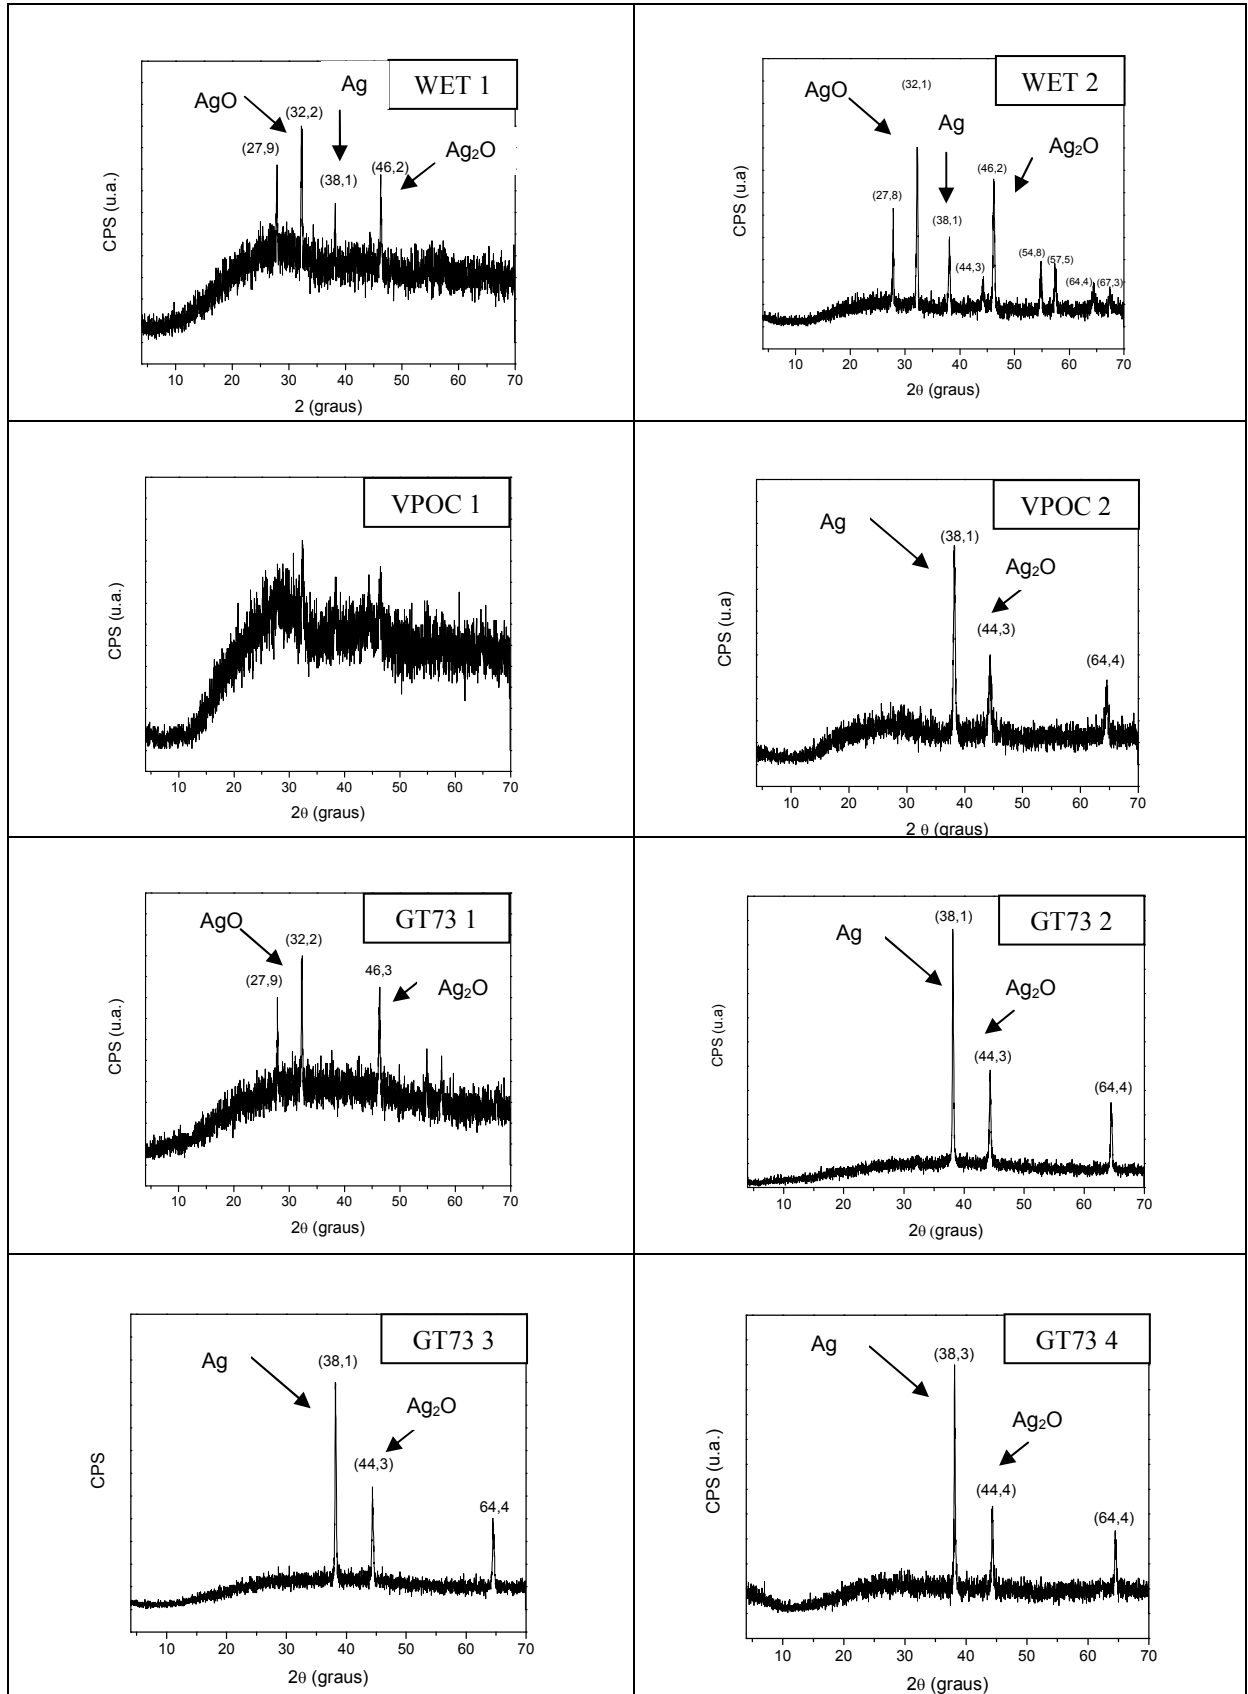 WET 1
AgO
Ag
(32,2)
(27,9)
(38,1)
(46,2)
Ag₂O
CPS (u.a.)
10 20 30 40 50 60 70
2 (graus)
WET 2
(32,1)
AgO
Ag
Ag₂O
(46,2)
(27,8)
(38,1)
(44,3)
(54,8)
(57,5)
(64,4)
(67,3)
CPS (u.a)
10 20 30 40 50 60 70
2θ (graus)
VPOC 1
CPS (u.a.)
10 20 30 40 50 60 70
2θ (graus)
VPOC 2
Ag
(38,1)
Ag₂O
(44,3)
(64,4)
CPS (u.a)
10 20 30 40 50 60 70
2 θ (graus)
GT73 1
AgO
(32,2)
(27,9)
46,3
Ag₂O
CPS (u.a.)
10 20 30 40 50 60 70
2θ (graus)
GT73 2
(38,1)
Ag
Ag₂O
(44,3)
(64,4)
CPS (u.a)
10 20 30 40 50 60 70
2θ (graus)
GT73 3
Ag
(38,1)
Ag₂O
(44,3)
64,4
CPS
10 20 30 40 50 60 70
2θ (graus)
GT73 4
Ag
(38,3)
Ag₂O
(44,4)
(64,4)
CPS (u.a.)
10 20 30 40 50 60 70
2θ (graus)